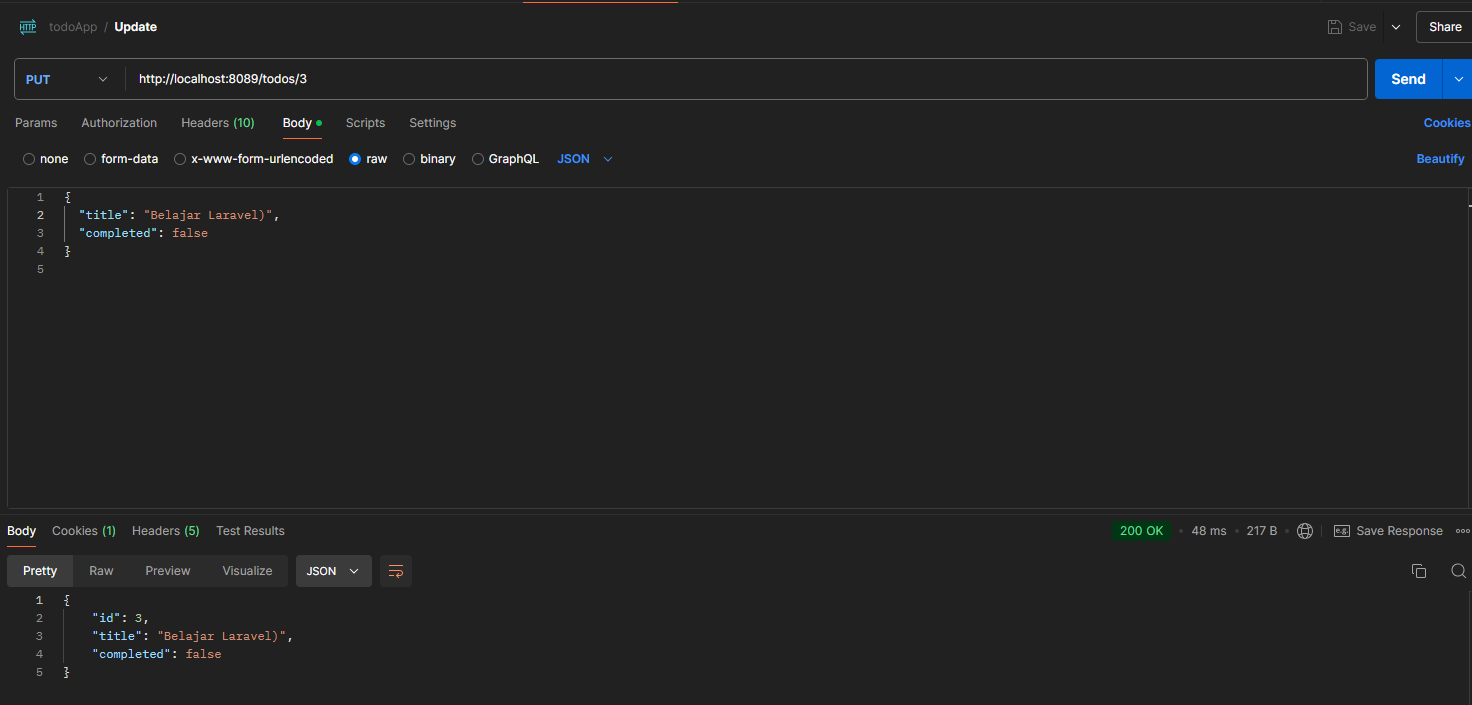 HTTP todoApp / Update Save Share
PUT http://localhost:8089/todos/3 Send
Params Authorization Headers (10) Body Scripts Settings Cookies
none form-data x-www-form-urlencoded raw binary GraphQL JSON Beautify
1 {
2 "title": "Belajar Laravel)",
3 "completed": false
4 }
5
Body Cookies (1) Headers (5) Test Results 200 OK • 48 ms • 217 B • e.g. Save Response
Pretty Raw Preview Visualize JSON
1 {
2 "id": 3,
3 "title": "Belajar Laravel)",
4 "completed": false
5 }